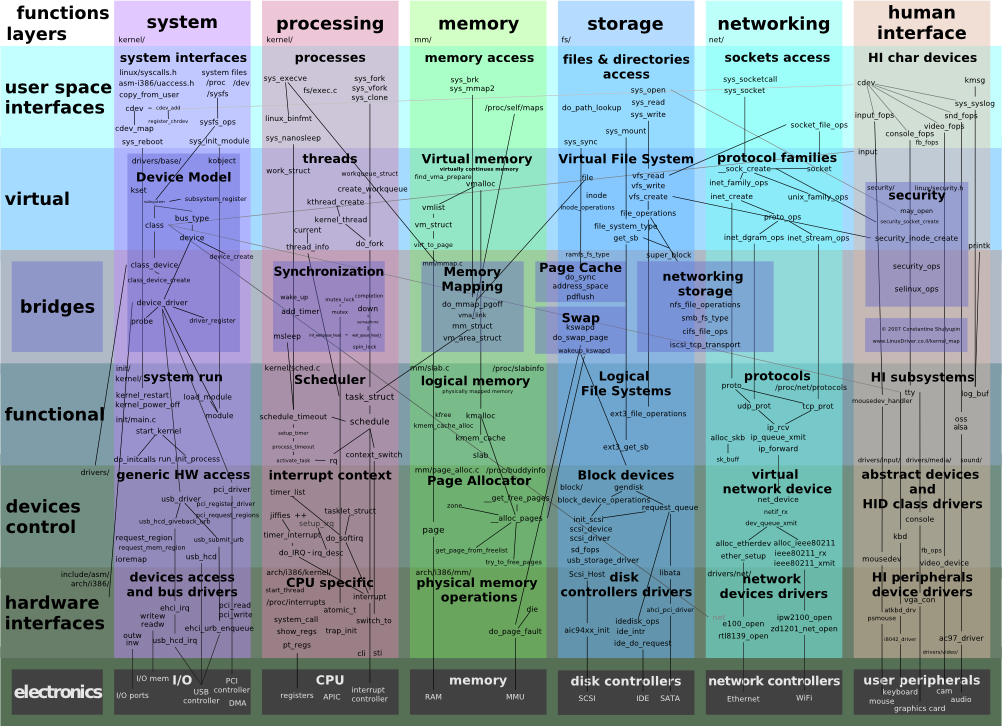 functions
layers
system
processing
memory
storage
networking
human
interface
kernel/
kernel/
mm/
fs/
net/
user space
interfaces
system interfaces
linux/syscalls.h
asm-i386/uaccess.h
copy_from_user
system files
/proc /dev
/sysfs
cdev
cdev_add
register_chrdev
cdev_map
sysfs_ops
sys_reboot
sys_init_module
processes
sys_execve
fs/exec.c
sys_fork
sys_vfork
sys_clone
linux_binfmt
sys_nanosleep
memory access
sys_brk
sys_mmap2
/proc/self/maps
files & directories
access
sys_open
sys_read
sys_write
do_path_lookup
sys_mount
sys_sync
sockets access
sys_socketcall
sys_socket
socket_file_ops
HI char devices
cdev
kmsg
sys_syslog
input_fops
snd_fops
video_fops
console_fops
fb_fops
input
virtual
drivers/base/
kobject
Device Model
kset
subsystem_register
bus_type
class
device
device_create
threads
work_struct
workqueue_struct
create_workqueue
kthread_create
kernel_thread
current
do_fork
thread_info
Virtual memory
virtually continues memory
find_vma_prepare
vmalloc
vmlist
vm_struct
virt_to_page
Virtual File System
file
vfs_read
vfs_write
vfs_create
inode
inode_operations
file_operations
file_system_type
get_sb
ramfs_fs_type
super_block
protocol families
__sock_create
socket
inet_family_ops
inet_create
unix_family_ops
proto_ops
inet_dgram_ops
inet_stream_ops
security/
linux/security.h
security
may_open
security_socket_create
security_inode_create
printk
security_ops
selinux_ops
bridges
class_device
class_device_create
device_driver
probe
driver_register
Synchronization
wake_up
completion
mutex_lock
add_timer
mutex
down
semaphore
msleep
init_waitqueue_head
wait_queue_head
spin_lock
mm/mmap.c
Memory
Mapping
do_mmap_pgoff
vma_link
mm_struct
vm_area_struct
Page Cache
do_sync
address_space
pdflush
Swap
kswapd
do_swap_page
wakeup_kswapd
networking
storage
nfs_file_operations
smb_fs_type
cifs_file_ops
iscsi_tcp_transport
© 2007 Constantine Shulyupin
www.LinuxDriver.co.il/kernel_map
functional
init/
kernel/
system run
kernel_restart
kernel_power_off
load_module
module
init/main.c
start_kernel
do_initcalls
run_init_process
kernel/sched.c
Scheduler
task_struct
schedule_timeout
schedule
setup_timer
process_timeout
activate_task
rq
context_switch
mm/slab.c
/proc/slabinfo
logical memory
physically mapped memory
kfree
kmalloc
kmem_cache_alloc
kmem_cache
slab
Logical
File Systems
ext3_file_operations
ext3_get_sb
protocols
proto
/proc/net/protocols
udp_prot
tcp_prot
ip_rcv
alloc_skb
ip_queue_xmit
ip_forward
sk_buff
HI subsystems
tty
log_buf
mousedev_handler
oss
alsa
drivers/input/
drivers/media/
sound/
devices
control
drivers/
generic HW access
pci_driver
usb_driver
pci_register_driver
pci_request_regions
usb_hcd_giveback_urb
request_region
usb_submit_urb
request_mem_region
usb_hcd
ioremap
interrupt context
timer_list
tasklet_struct
jiffies ++
setup_irq
timer_interrupt
do_softirq
do_IRQ
irq_desc
mm/page_alloc.c
/proc/buddyinfo
Page Allocator
__get_free_pages
zone
__alloc_pages
page
get_page_from_freelist
try_to_free_pages
Block devices
block/
gendisk
block_device_operations
request_queue
init_scsi
scsi_device
scsi_driver
sd_fops
usb_storage_driver
virtual
network device
net_device
netif_rx
dev_queue_xmit
alloc_etherdev
alloc_ieee80211
ether_setup
ieee80211_rx
ieee80211_xmit
abstract devices
and
HID class drivers
console
kbd
fb_ops
mousedev
video_device
hardware
interfaces
include/asm/
arch/i386/
devices access
and bus drivers
ehci_irq
pci_read
pci_write
writew
readw
ehci_urb_enqueue
outw
inw
usb_hcd_irq
arch/i386/kernel/
CPU specific
start_thread
interrupt
/proc/interrupts
atomic_t
system_call
switch_to
show_regs
trap_init
pt_regs
cli
sti
arch/i386/mm/
physical memory
operations
die
do_page_fault
Scsi_Host
libata
disk
controllers drivers
ahci_pci_driver
idedisk_ops
aic94xx_init
ide_intr
ide_do_request
drivers/net/
network
devices drivers
net
e100_open
ipw2100_open
rtl8139_open
zd1201_net_open
HI peripherals
device drivers
vga_con
atkbd_drv
psmouse
i8042_driver
ac97_driver
drivers/video/
electronics
I/O mem
I/O
PCI
controller
I/O ports
USB
controller
DMA
CPU
registers
APIC
interrupt
controller
memory
RAM
MMU
disk controllers
SCSI
IDE
SATA
network controllers
Ethernet
WiFi
user peripherals
keyboard
cam
mouse
audio
graphics card